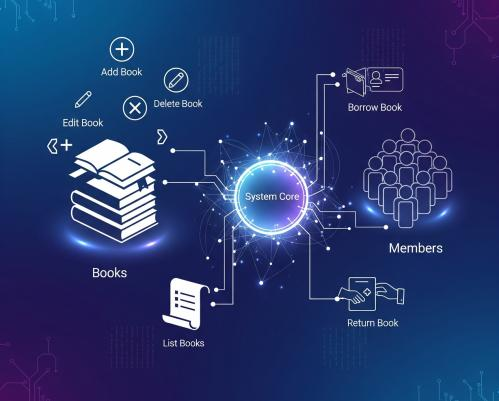 Add Book
Delete Book
Edit Book
Borrow Book
System Core
Members
Books
Return Book
List Books